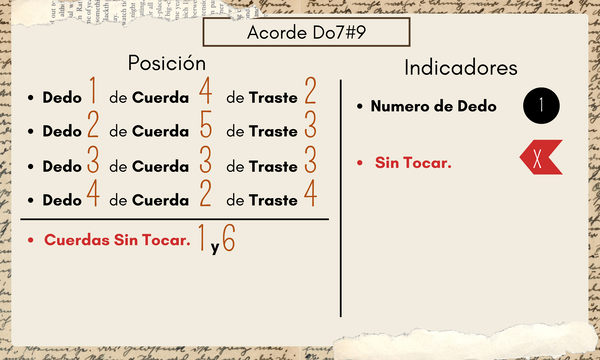 Acorde Do7#9
Posición
• Dedo 1 de Cuerda 4 de Traste 2
• Dedo 2 de Cuerda 5 de Traste 3
• Dedo 3 de Cuerda 3 de Traste 3
• Dedo 4 de Cuerda 2 de Traste 4
• Cuerdas Sin Tocar. 1 y 6
Indicadores
• Numero de Dedo 1
• Sin Tocar. X